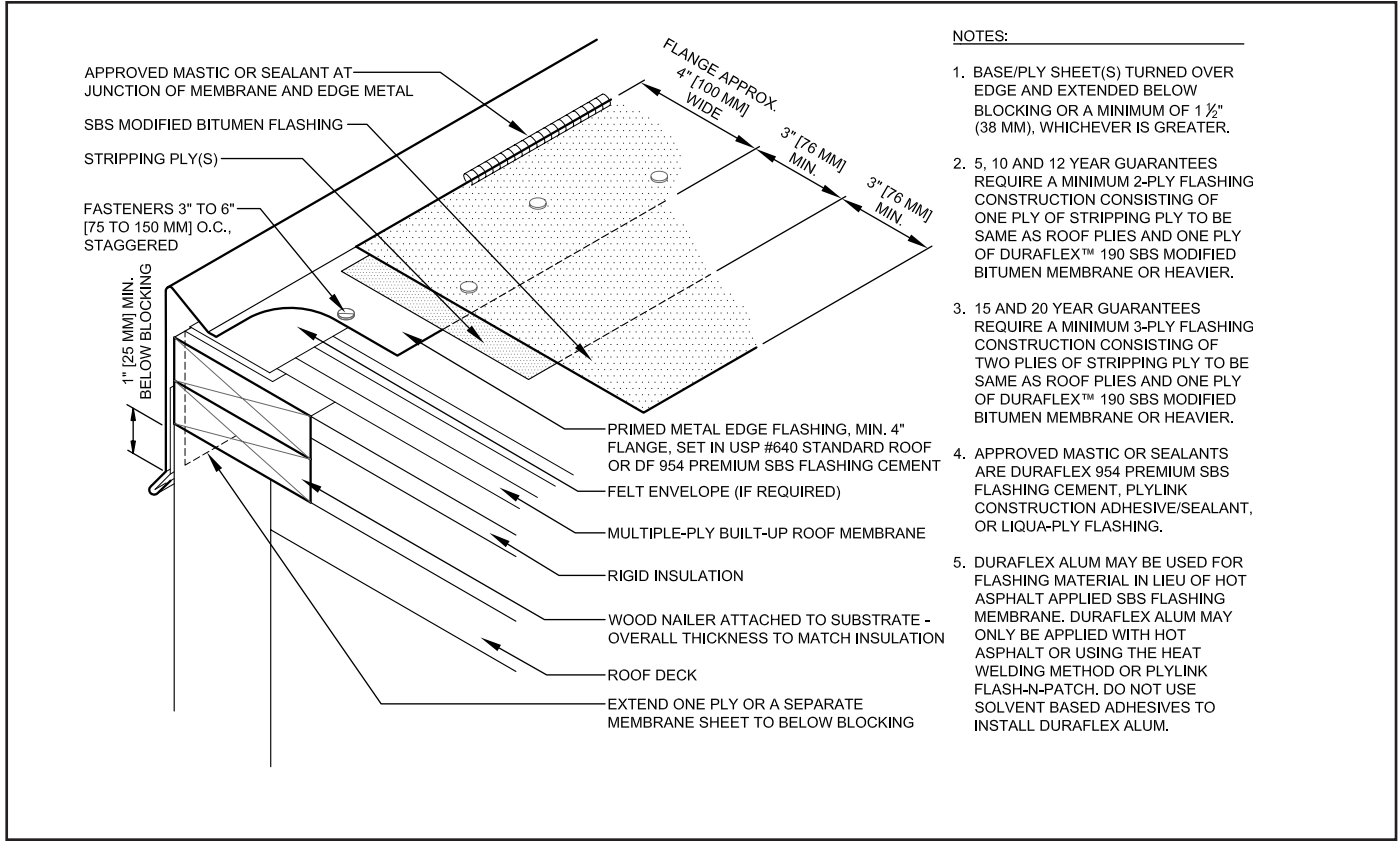 APPROVED MASTIC OR SEALANT AT
JUNCTION OF MEMBRANE AND EDGE METAL
SBS MODIFIED BITUMEN FLASHING
STRIPPING PLY(S)
FASTENERS 3" TO 6"
[75 TO 150 MM] O.C.,
STAGGERED
1" [25 MM] MIN.
BELOW BLOCKING
FLANGE APPROX.
4" [100 MM]
WIDE
3" [76 MM]
MIN.
3" [76 MM]
MIN.
PRIMED METAL EDGE FLASHING, MIN. 4"
FLANGE, SET IN USP #640 STANDARD ROOF
OR DF 954 PREMIUM SBS FLASHING CEMENT
FELT ENVELOPE (IF REQUIRED)
MULTIPLE-PLY BUILT-UP ROOF MEMBRANE
RIGID INSULATION
WOOD NAILER ATTACHED TO SUBSTRATE -
OVERALL THICKNESS TO MATCH INSULATION
ROOF DECK
EXTEND ONE PLY OR A SEPARATE
MEMBRANE SHEET TO BELOW BLOCKING
NOTES:
1. BASE/PLY SHEET(S) TURNED OVER
EDGE AND EXTENDED BELOW
BLOCKING OR A MINIMUM OF 1 ½"
(38 MM), WHICHEVER IS GREATER.
2. 5, 10 AND 12 YEAR GUARANTEES
REQUIRE A MINIMUM 2-PLY FLASHING
CONSTRUCTION CONSISTING OF
ONE PLY OF STRIPPING PLY TO BE
SAME AS ROOF PLIES AND ONE PLY
OF DURAFLEX™ 190 SBS MODIFIED
BITUMEN MEMBRANE OR HEAVIER.
3. 15 AND 20 YEAR GUARANTEES
REQUIRE A MINIMUM 3-PLY FLASHING
CONSTRUCTION CONSISTING OF
TWO PLIES OF STRIPPING PLY TO BE
SAME AS ROOF PLIES AND ONE PLY
OF DURAFLEX™ 190 SBS MODIFIED
BITUMEN MEMBRANE OR HEAVIER.
4. APPROVED MASTIC OR SEALANTS
ARE DURAFLEX 954 PREMIUM SBS
FLASHING CEMENT, PLYLINK
CONSTRUCTION ADHESIVE/SEALANT,
OR LIQUA-PLY FLASHING.
5. DURAFLEX ALUM MAY BE USED FOR
FLASHING MATERIAL IN LIEU OF HOT
ASPHALT APPLIED SBS FLASHING
MEMBRANE. DURAFLEX ALUM MAY
ONLY BE APPLIED WITH HOT
ASPHALT OR USING THE HEAT
WELDING METHOD OR PLYLINK
FLASH-N-PATCH. DO NOT USE
SOLVENT BASED ADHESIVES TO
INSTALL DURAFLEX ALUM.